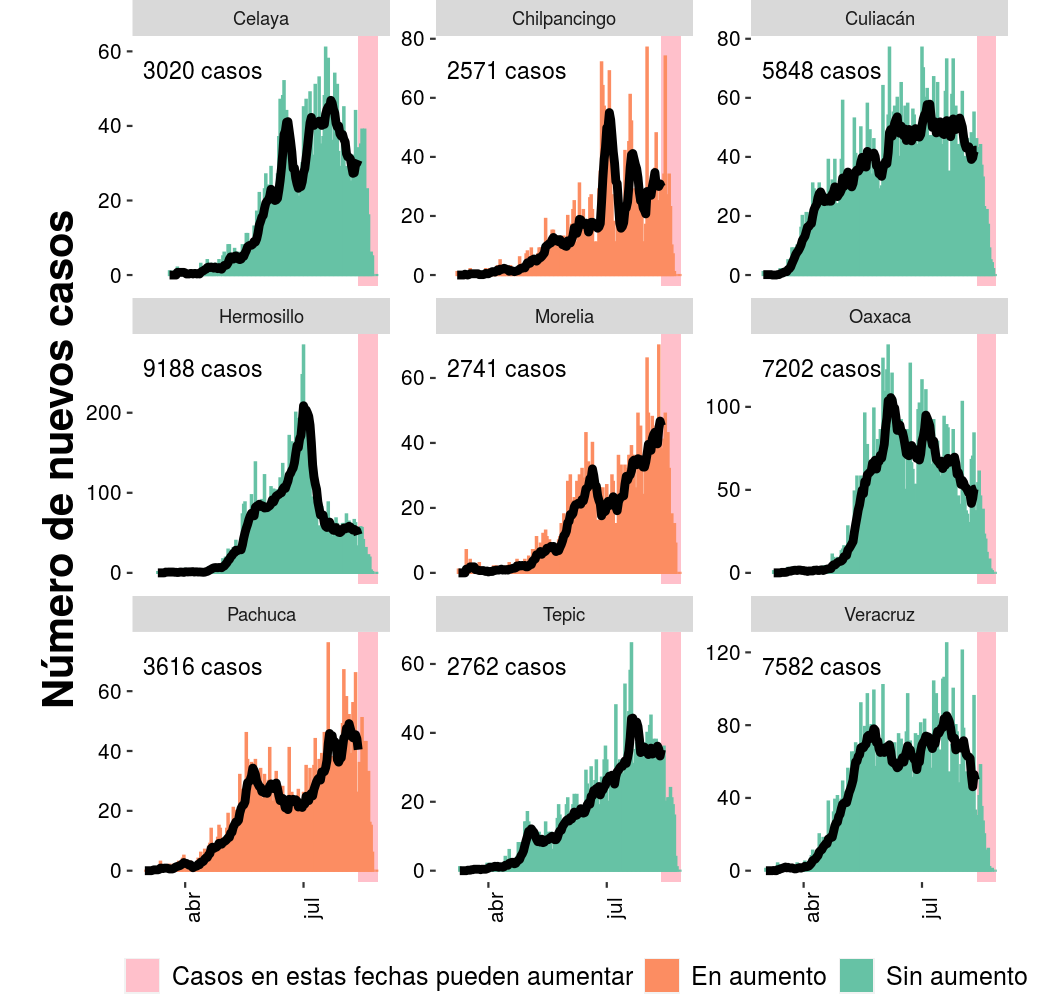 Número de nuevos casos
Celaya
Chilpancingo
Culiacán
3020 casos
2571 casos
5848 casos
60
40
20
0
80
60
40
20
0
80
60
40
20
0
Hermosillo
Morelia
Oaxaca
9188 casos
2741 casos
7202 casos
200
100
0
60
40
20
0
100
50
0
Pachuca
Tepic
Veracruz
3616 casos
2762 casos
7582 casos
60
40
20
0
60
40
20
0
120
80
40
0
abr
jul
abr
jul
abr
jul
Casos en estas fechas pueden aumentar
En aumento
Sin aumento